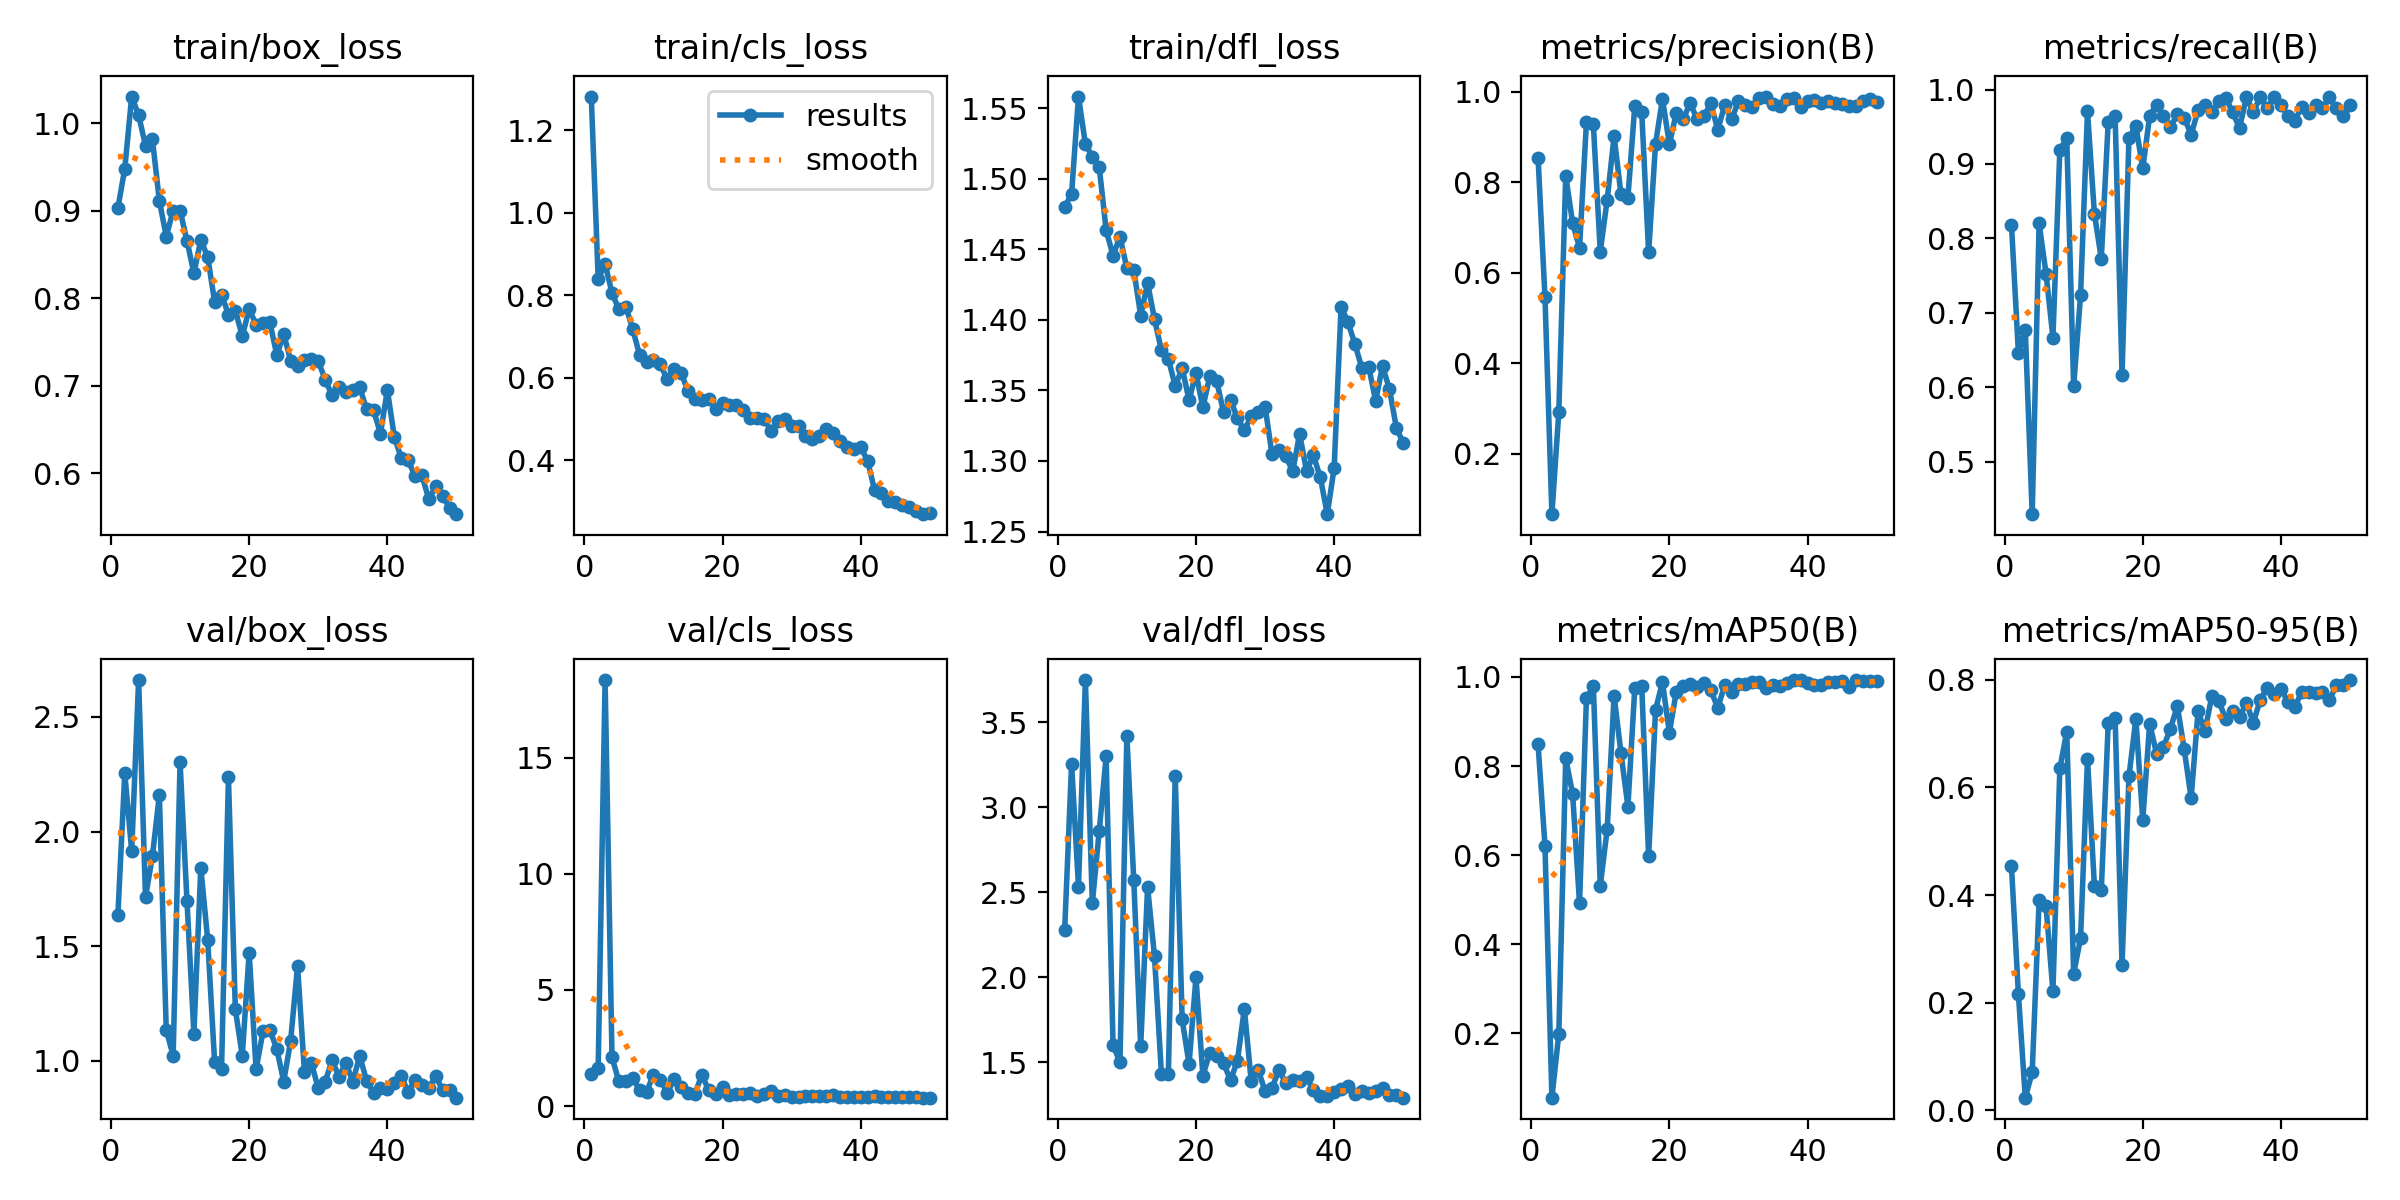 train/box_loss
train/cls_loss
train/dfl_loss
metrics/precision(B)
metrics/recall(B)
results
smooth
1.0
0.9
0.8
0.7
0.6
0 20 40
1.2
1.0
0.8
0.6
0.4
0 20 40
1.55
1.50
1.45
1.40
1.35
1.30
1.25
0 20 40
1.0
0.8
0.6
0.4
0.2
0 20 40
1.0
0.9
0.8
0.7
0.6
0.5
0 20 40
val/box_loss
val/cls_loss
val/dfl_loss
metrics/mAP50(B)
metrics/mAP50-95(B)
2.5
2.0
1.5
1.0
0 20 40
15
10
5
0
0 20 40
3.5
3.0
2.5
2.0
1.5
0 20 40
1.0
0.8
0.6
0.4
0.2
0 20 40
0.8
0.6
0.4
0.2
0.0
0 20 40